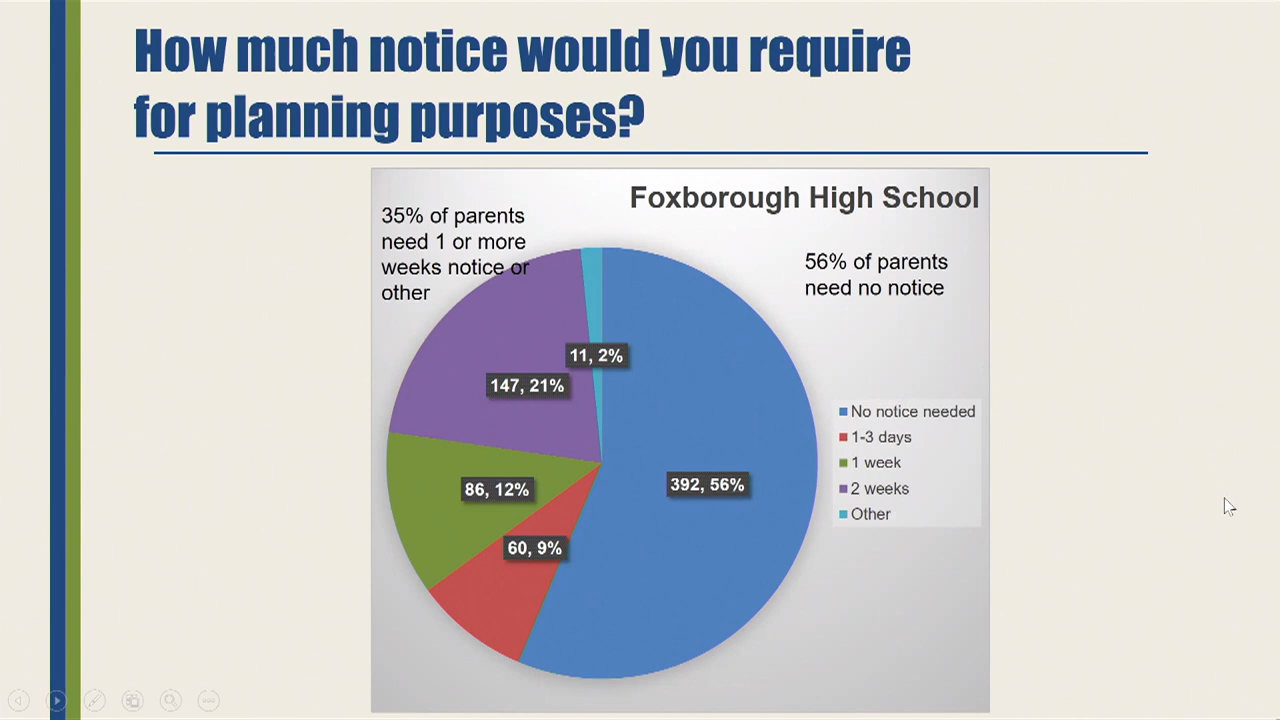 How much notice would you require
for planning purposes?
Foxborough High School
35% of parents
need 1 or more
weeks notice or
other
56% of parents
need no notice
11, 2%
147, 21%
392, 56%
86, 12%
60, 9%
No notice needed
1-3 days
1 week
2 weeks
Other